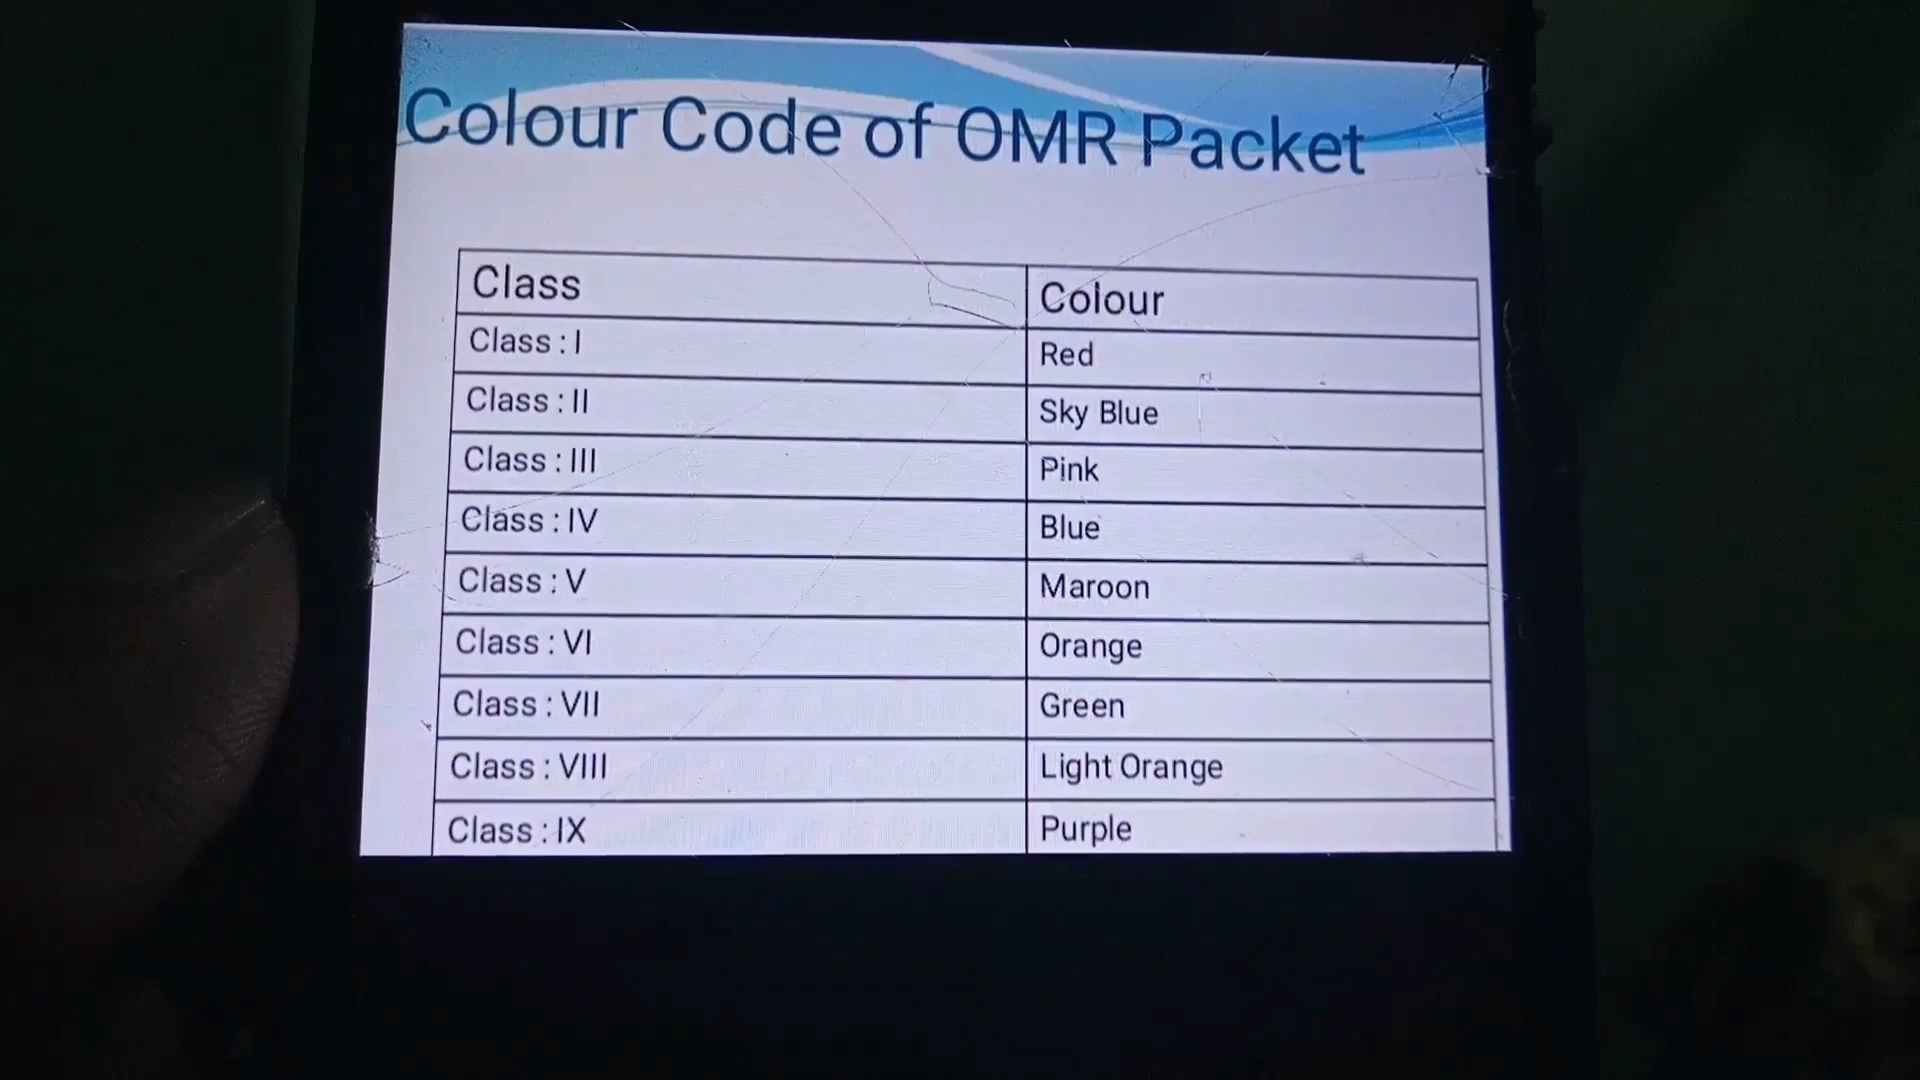 Colour Code of OMR Packet
Class Colour
Class : I Red
Class : II Sky Blue
Class : III Pink
Class : IV Blue
Class : V Maroon
Class : VI Orange
Class : VII Green
Class : VIII Light Orange
Class : IX Purple